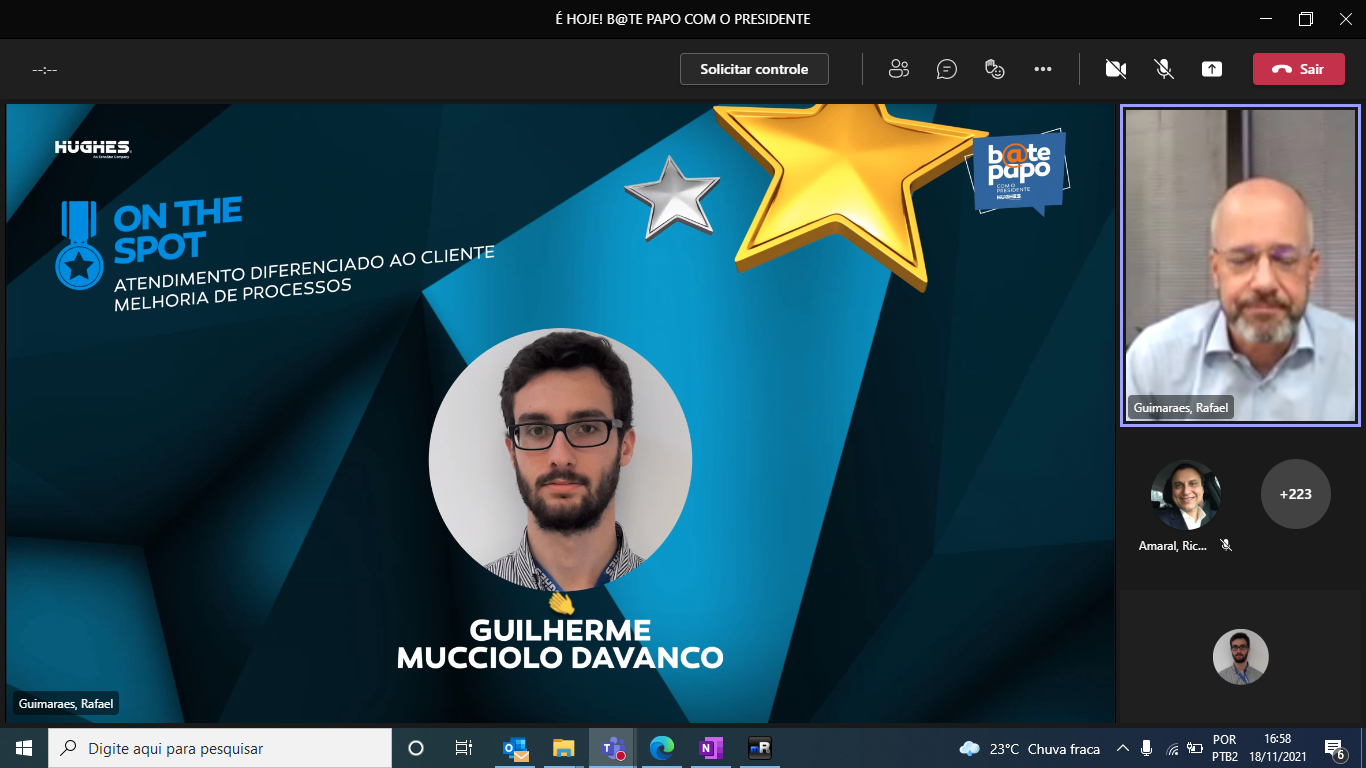 É HOJE! B@TE PAPO COM O PRESIDENTE
--:--
Solicitar controle
Sair
HUGHES
An EchoStar Company
ON THE
SPOT
ATENDIMENTO DIFERENCIADO AO CLIENTE
MELHORIA DE PROCESSOS
b@te
papo
COM O
PRESIDENTE
HUGHES
GUILHERME
MUCCIOLO DAVANCO
Guimaraes, Rafael
Guimaraes, Rafael
+223
Amaral, Ric...
Digite aqui para pesquisar
mR
23°C Chuva fraca
POR
PTB2
16:58
18/11/2021
6